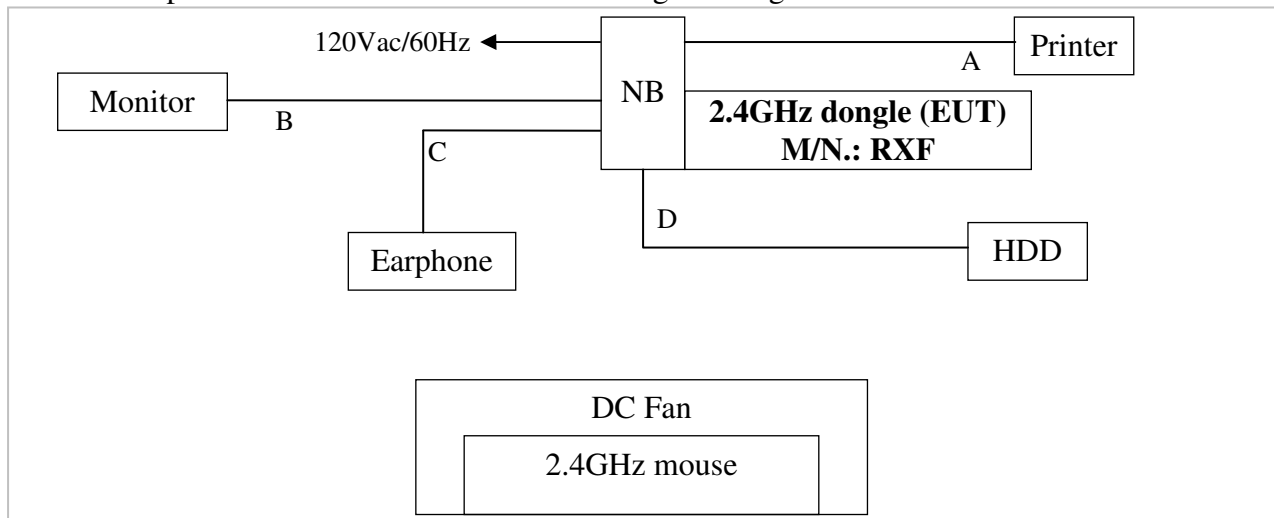 120Vac/60Hz
Printer
A
Monitor
B
NB
2.4GHz dongle (EUT)
M/N.: RXF
C
D
Earphone
HDD
DC Fan
2.4GHz mouse